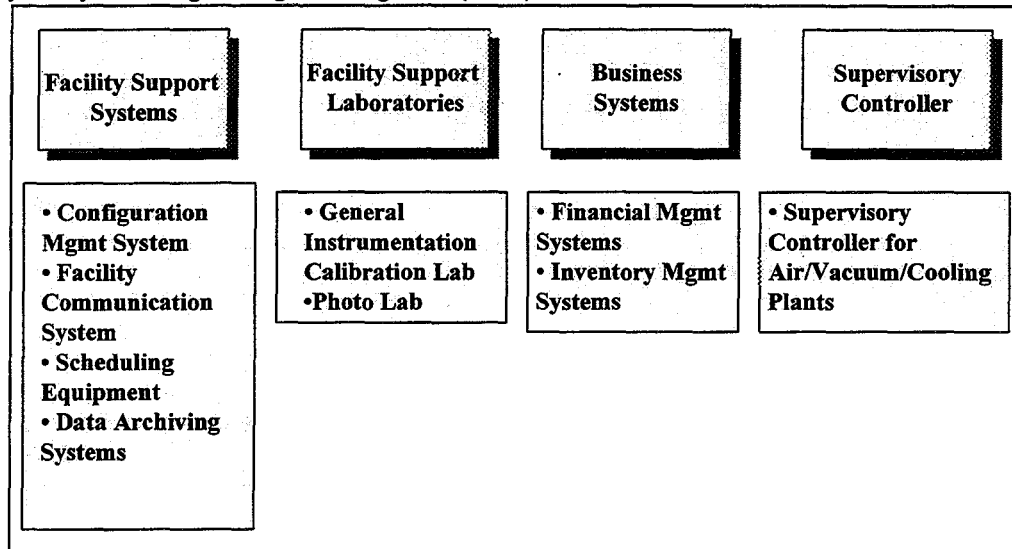 Facility Support
Systems
Facility Support
Laboratories
Business
Systems
Supervisory
Controller
• Configuration
Mgmt System
• Facility
Communication
System
• Scheduling
Equipment
• Data Archiving
Systems
• General
Instrumentation
Calibration Lab
•Photo Lab
• Financial Mgmt
Systems
• Inventory Mgmt
Systems
• Supervisory
Controller for
Air/Vacuum/Cooling
Plants